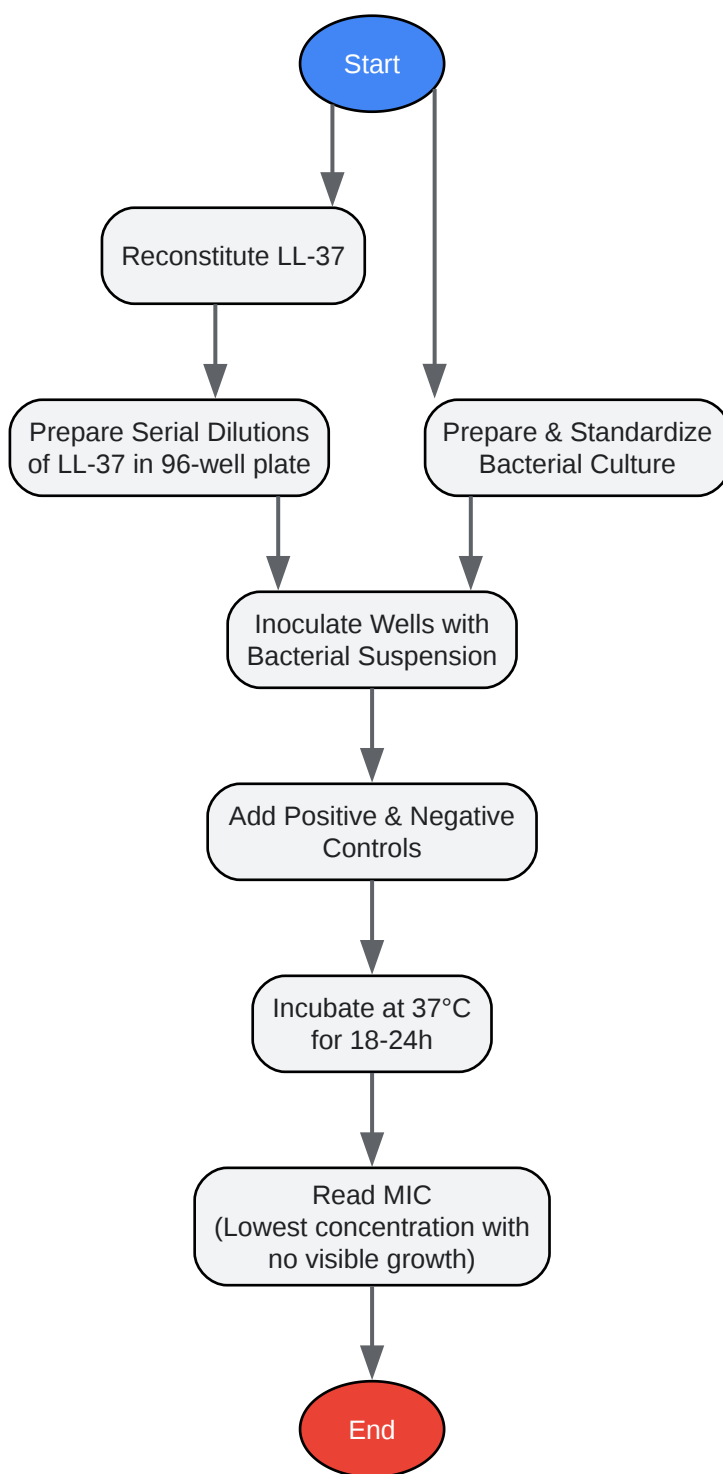 Start
Reconstitute LL-37
Prepare Serial Dilutions
of LL-37 in 96-well plate
Prepare & Standardize
Bacterial Culture
Inoculate Wells with
Bacterial Suspension
Add Positive & Negative
Controls
Incubate at 37°C
for 18-24h
Read MIC
(Lowest concentration with
no visible growth)
End